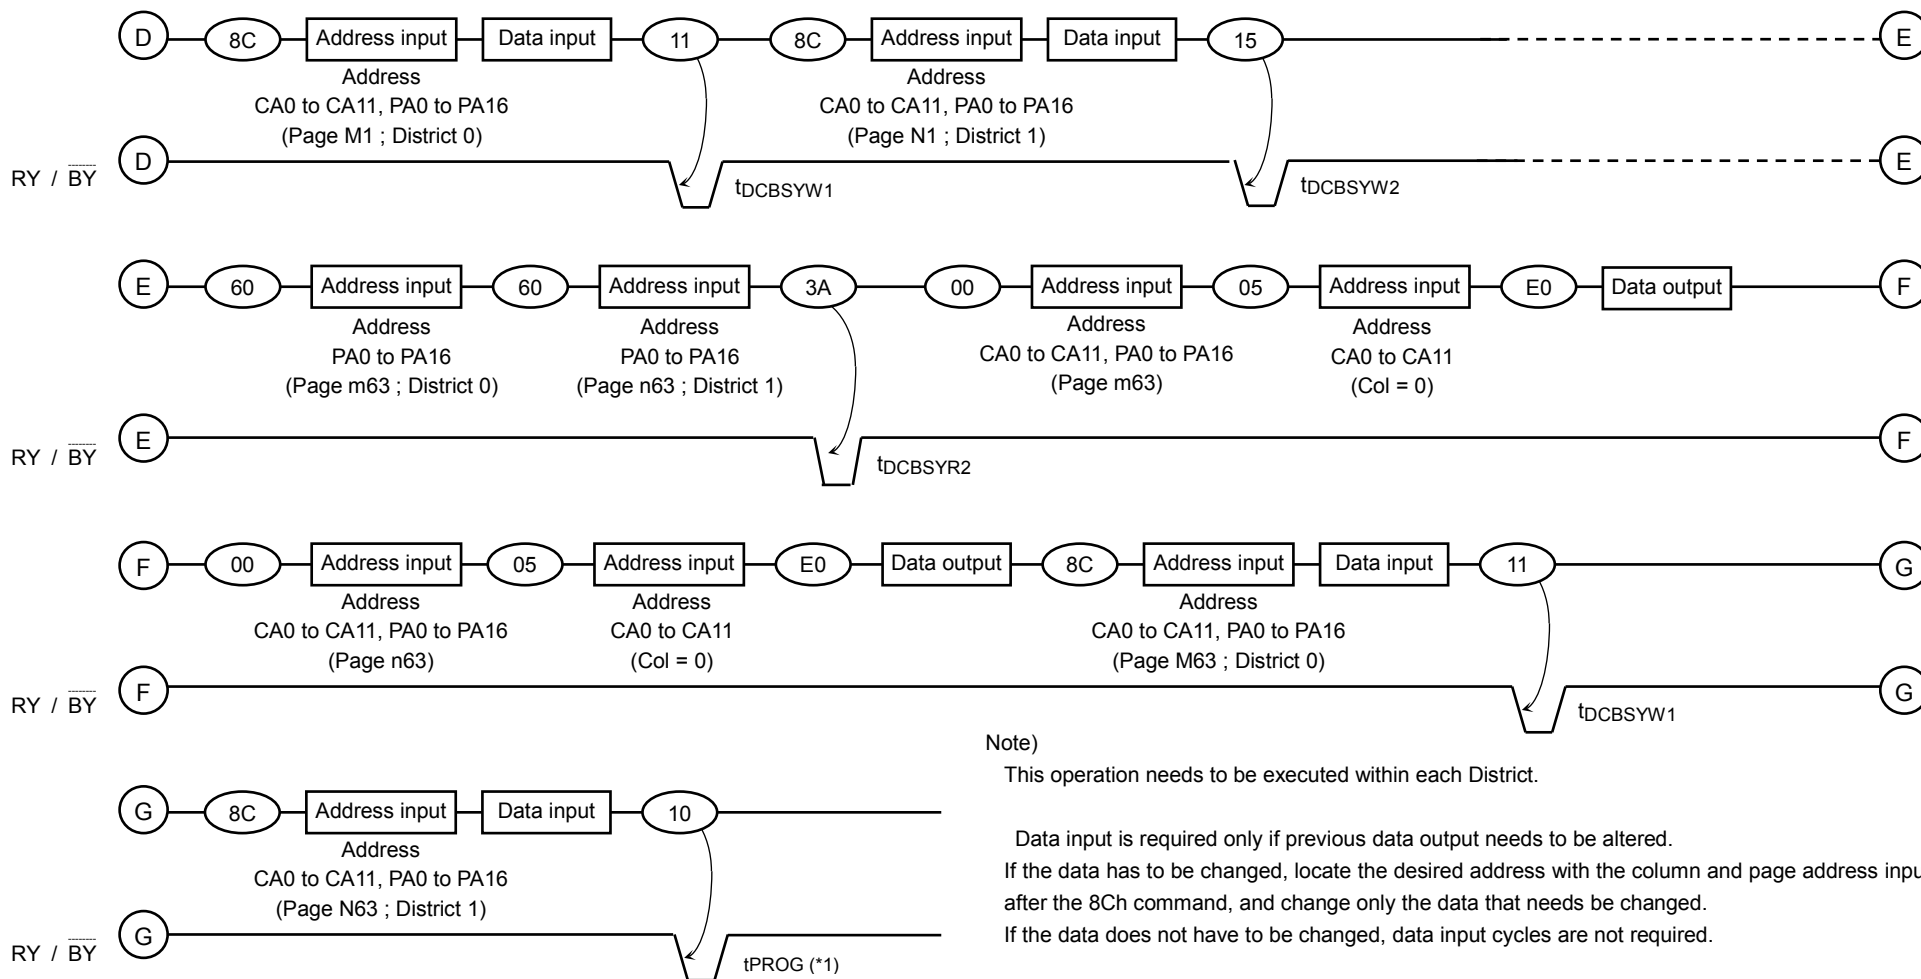 D 8C Address input Data input 11 8C Address input Data input 15 E
Address Address
CA0 to CA11, PA0 to PA16 CA0 to CA11, PA0 to PA16
(Page M1 ; District 0) (Page N1 ; District 1)
RY / BY D tDCBSYW1 tDCBSYW2 E
E 60 Address input 60 Address input 3A 00 Address input 05 Address input E0 Data output F
Address Address Address Address
PA0 to PA16 PA0 to PA16 CA0 to CA11, PA0 to PA16 CA0 to CA11
(Page m63 ; District 0) (Page n63 ; District 1) (Page m63) (Col = 0)
RY / BY E tDCBSYR2 F
F 00 Address input 05 Address input E0 Data output 8C Address input Data input 11 G
Address Address Address
CA0 to CA11, PA0 to PA16 CA0 to CA11 CA0 to CA11, PA0 to PA16
(Page n63) (Col = 0) (Page M63 ; District 0)
RY / BY F tDCBSYW1 G
G 8C Address input Data input 10
Address
CA0 to CA11, PA0 to PA16
(Page N63 ; District 1)
RY / BY G tPROG (*1)
Note)
This operation needs to be executed within each District.
Data input is required only if previous data output needs to be altered.
If the data has to be changed, locate the desired address with the column and page address inpu
after the 8Ch command, and change only the data that needs be changed.
If the data does not have to be changed, data input cycles are not required.